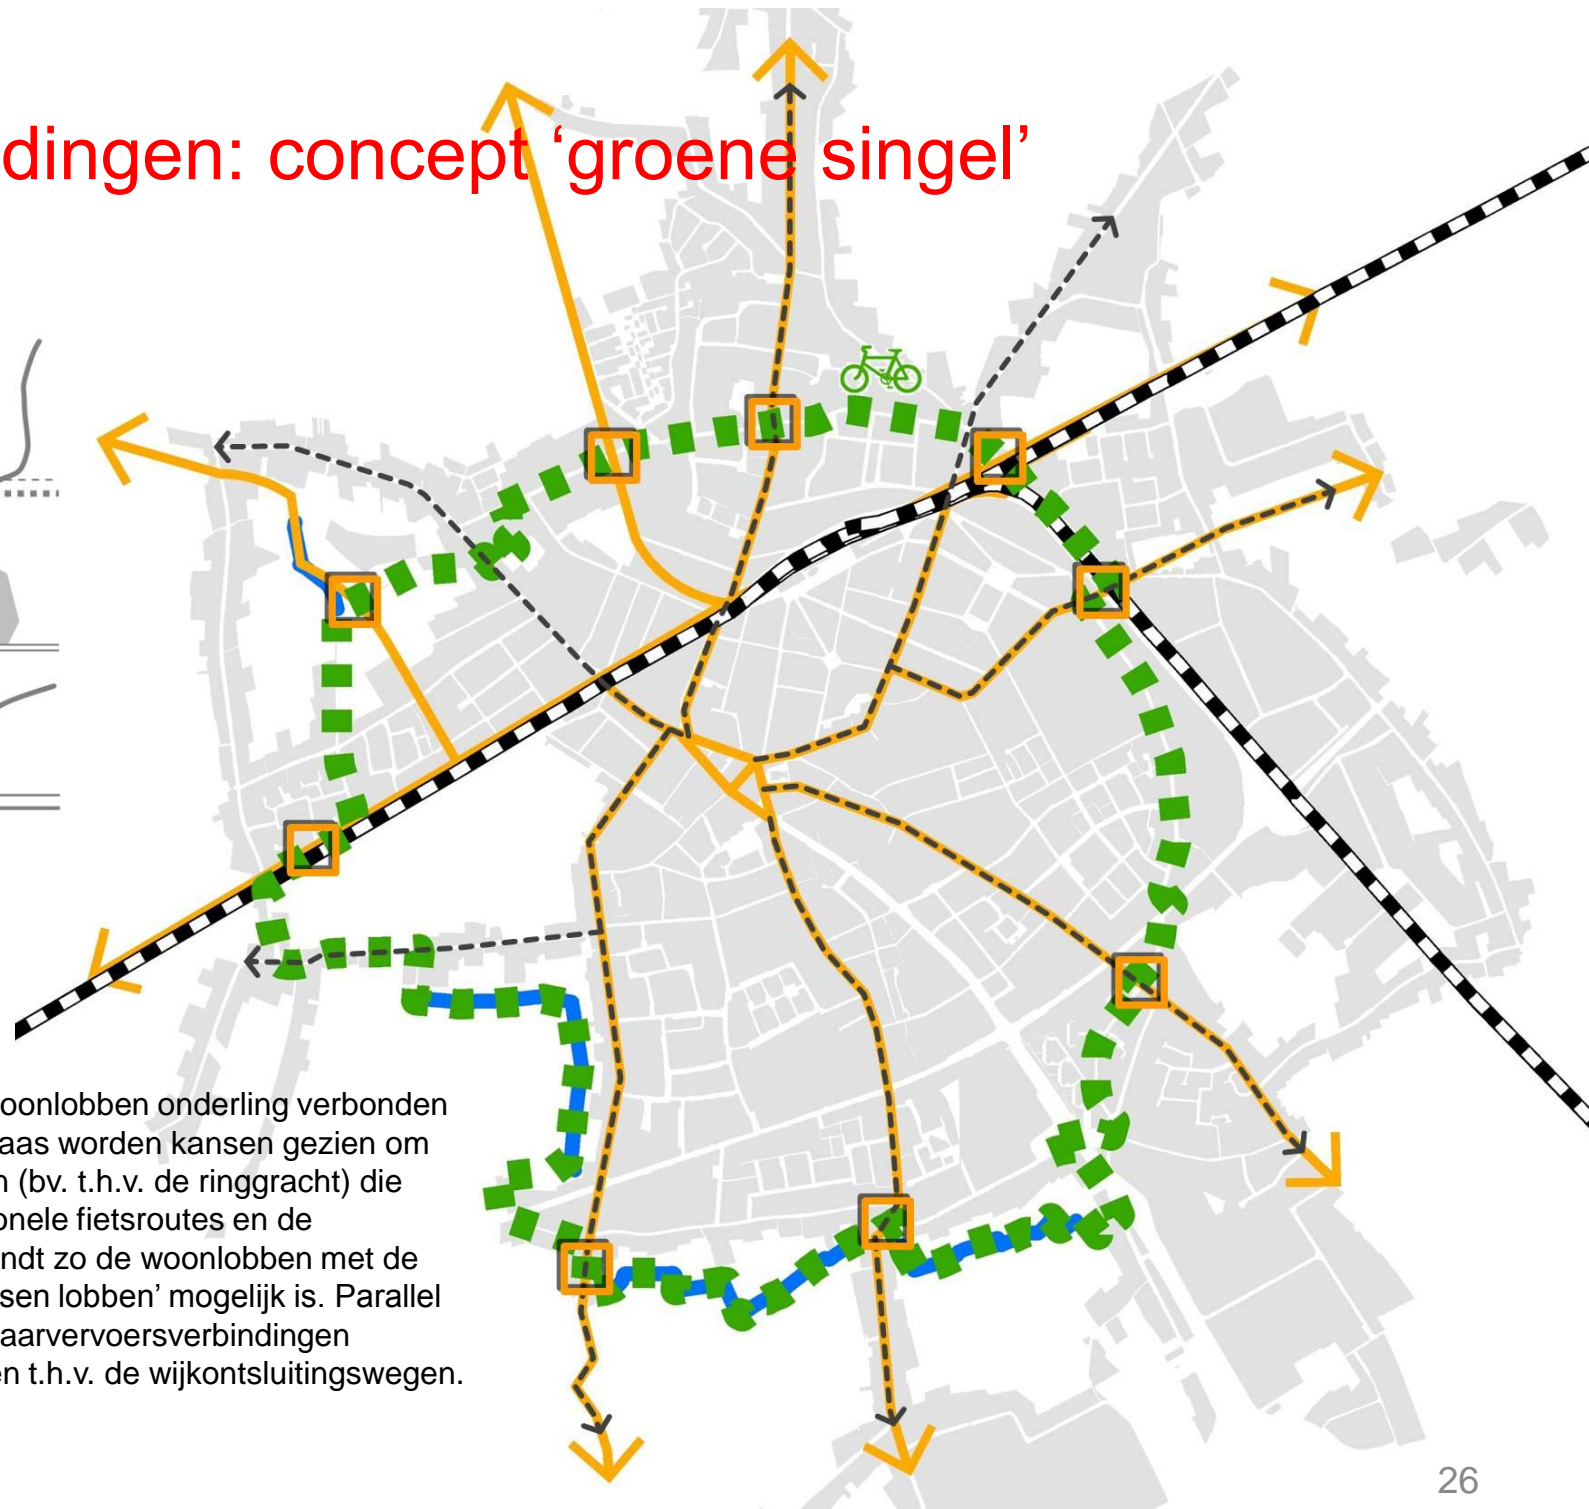 dingen: concept ‘groene singel’
oonlobben onderling verbonden
aas worden kansen gezien om
n (bv. t.h.v. de ringgracht) die
onele fietsroutes en de
ndt zo de woonlobben met de
sen lobben’ mogelijk is. Parallel
aarvervoersverbindingen
en t.h.v. de wijkontsluitingswegen.
26